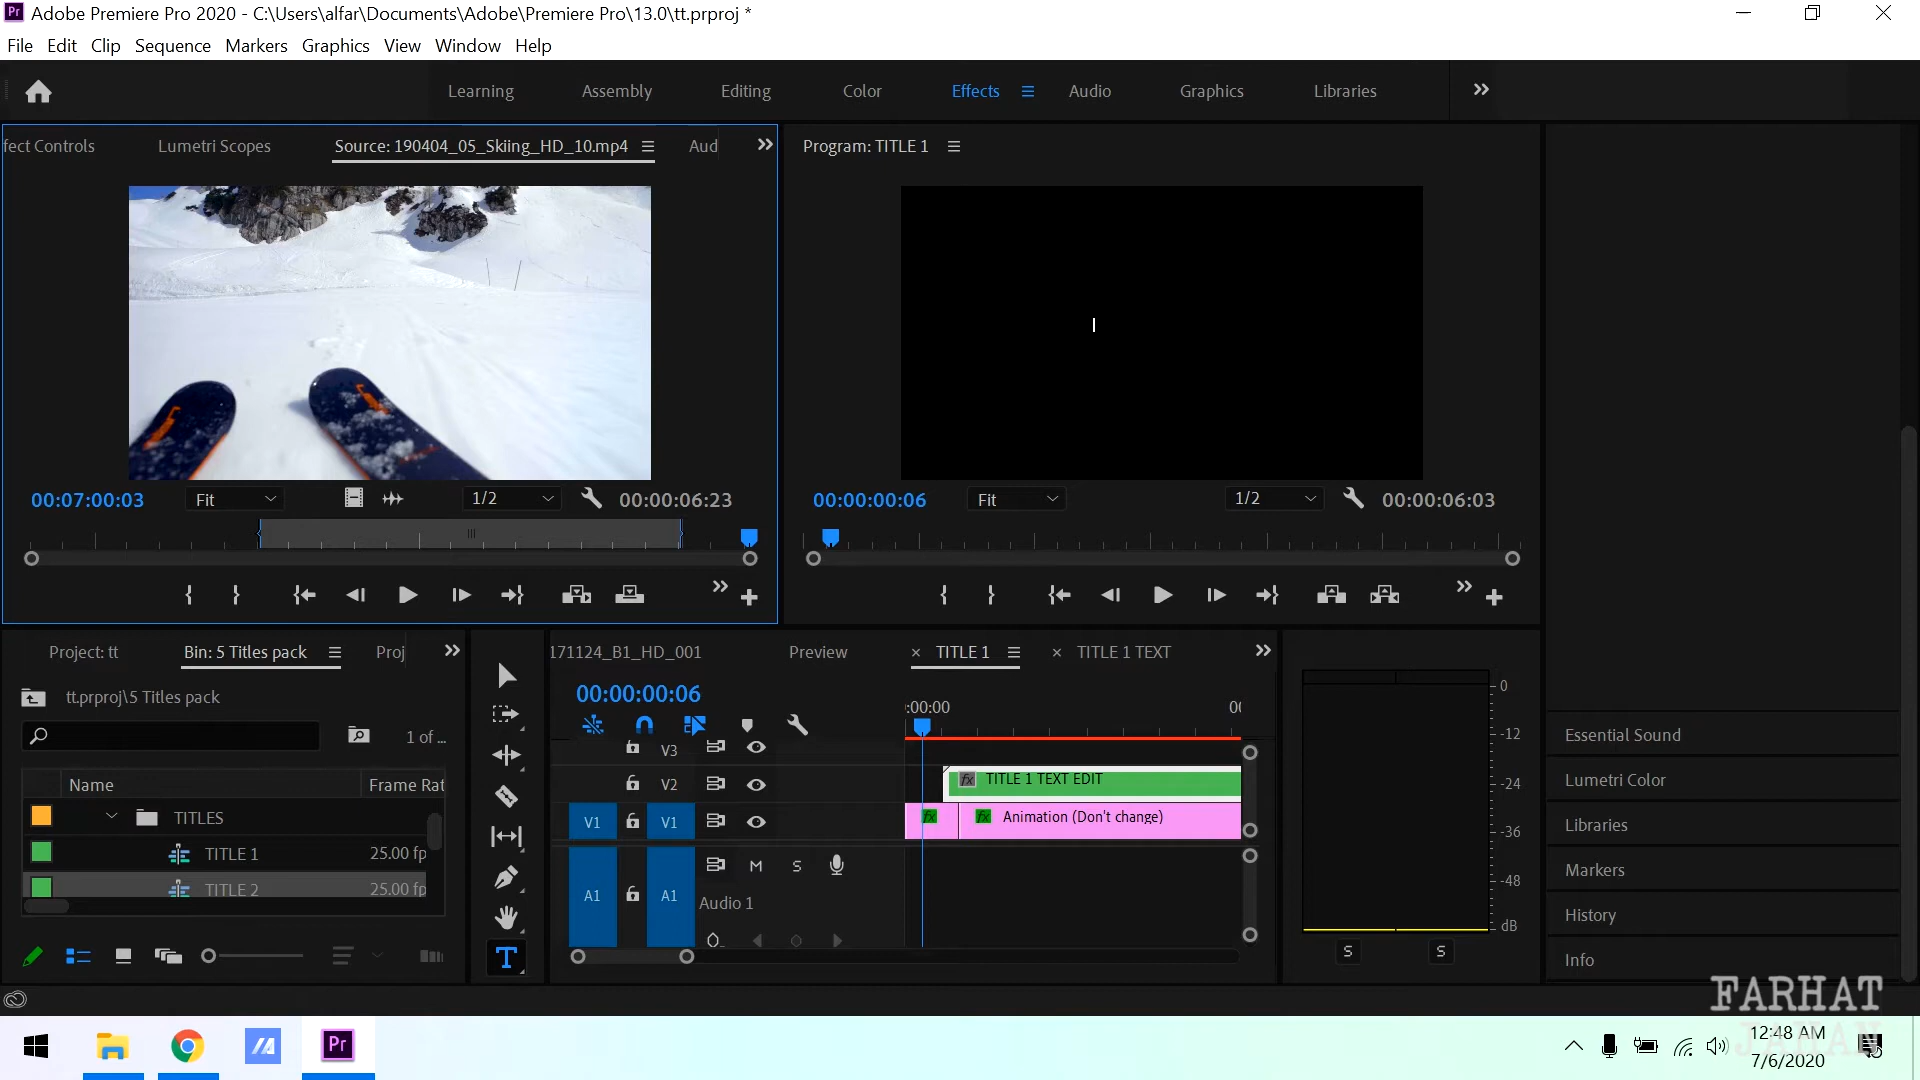 Adobe Premiere Pro 2020 - C:\Users\alfar\Documents\Adobe\Premiere Pro\13.0\tt.prproj *
File Edit Clip Sequence Markers Graphics View Window Help
Learning Assembly Editing Color Effects Audio Graphics Libraries
fect Controls Lumetri Scopes Source: 190404_05_Skiing_HD_10.mp4 Aud
Program: TITLE 1
00:07:00:03 Fit 1/2 00:00:06:23
00:00:00:06 Fit 1/2 00:00:06:03
Project: tt Bin: 5 Titles pack Proj
tt.prproj\5 Titles pack
1 of ...
Name Frame Rat
TITLES
TITLE 1 25.00 fp
TITLE 2 25.00 fp
171124_B1_HD_001 Preview × TITLE 1 × TITLE 1 TEXT
00:00:00:06
:00:00 00
V3
V2 fx TITLE 1 TEXT EDIT
V1 V1 fx fx Animation (Don't change)
A1 A1 M S
Audio 1
0
-12
-24
-36
-48
dB
S S
Essential Sound
Lumetri Color
Libraries
Markers
History
Info
FARHAT
JAHAN
12:48 AM
7/6/2020